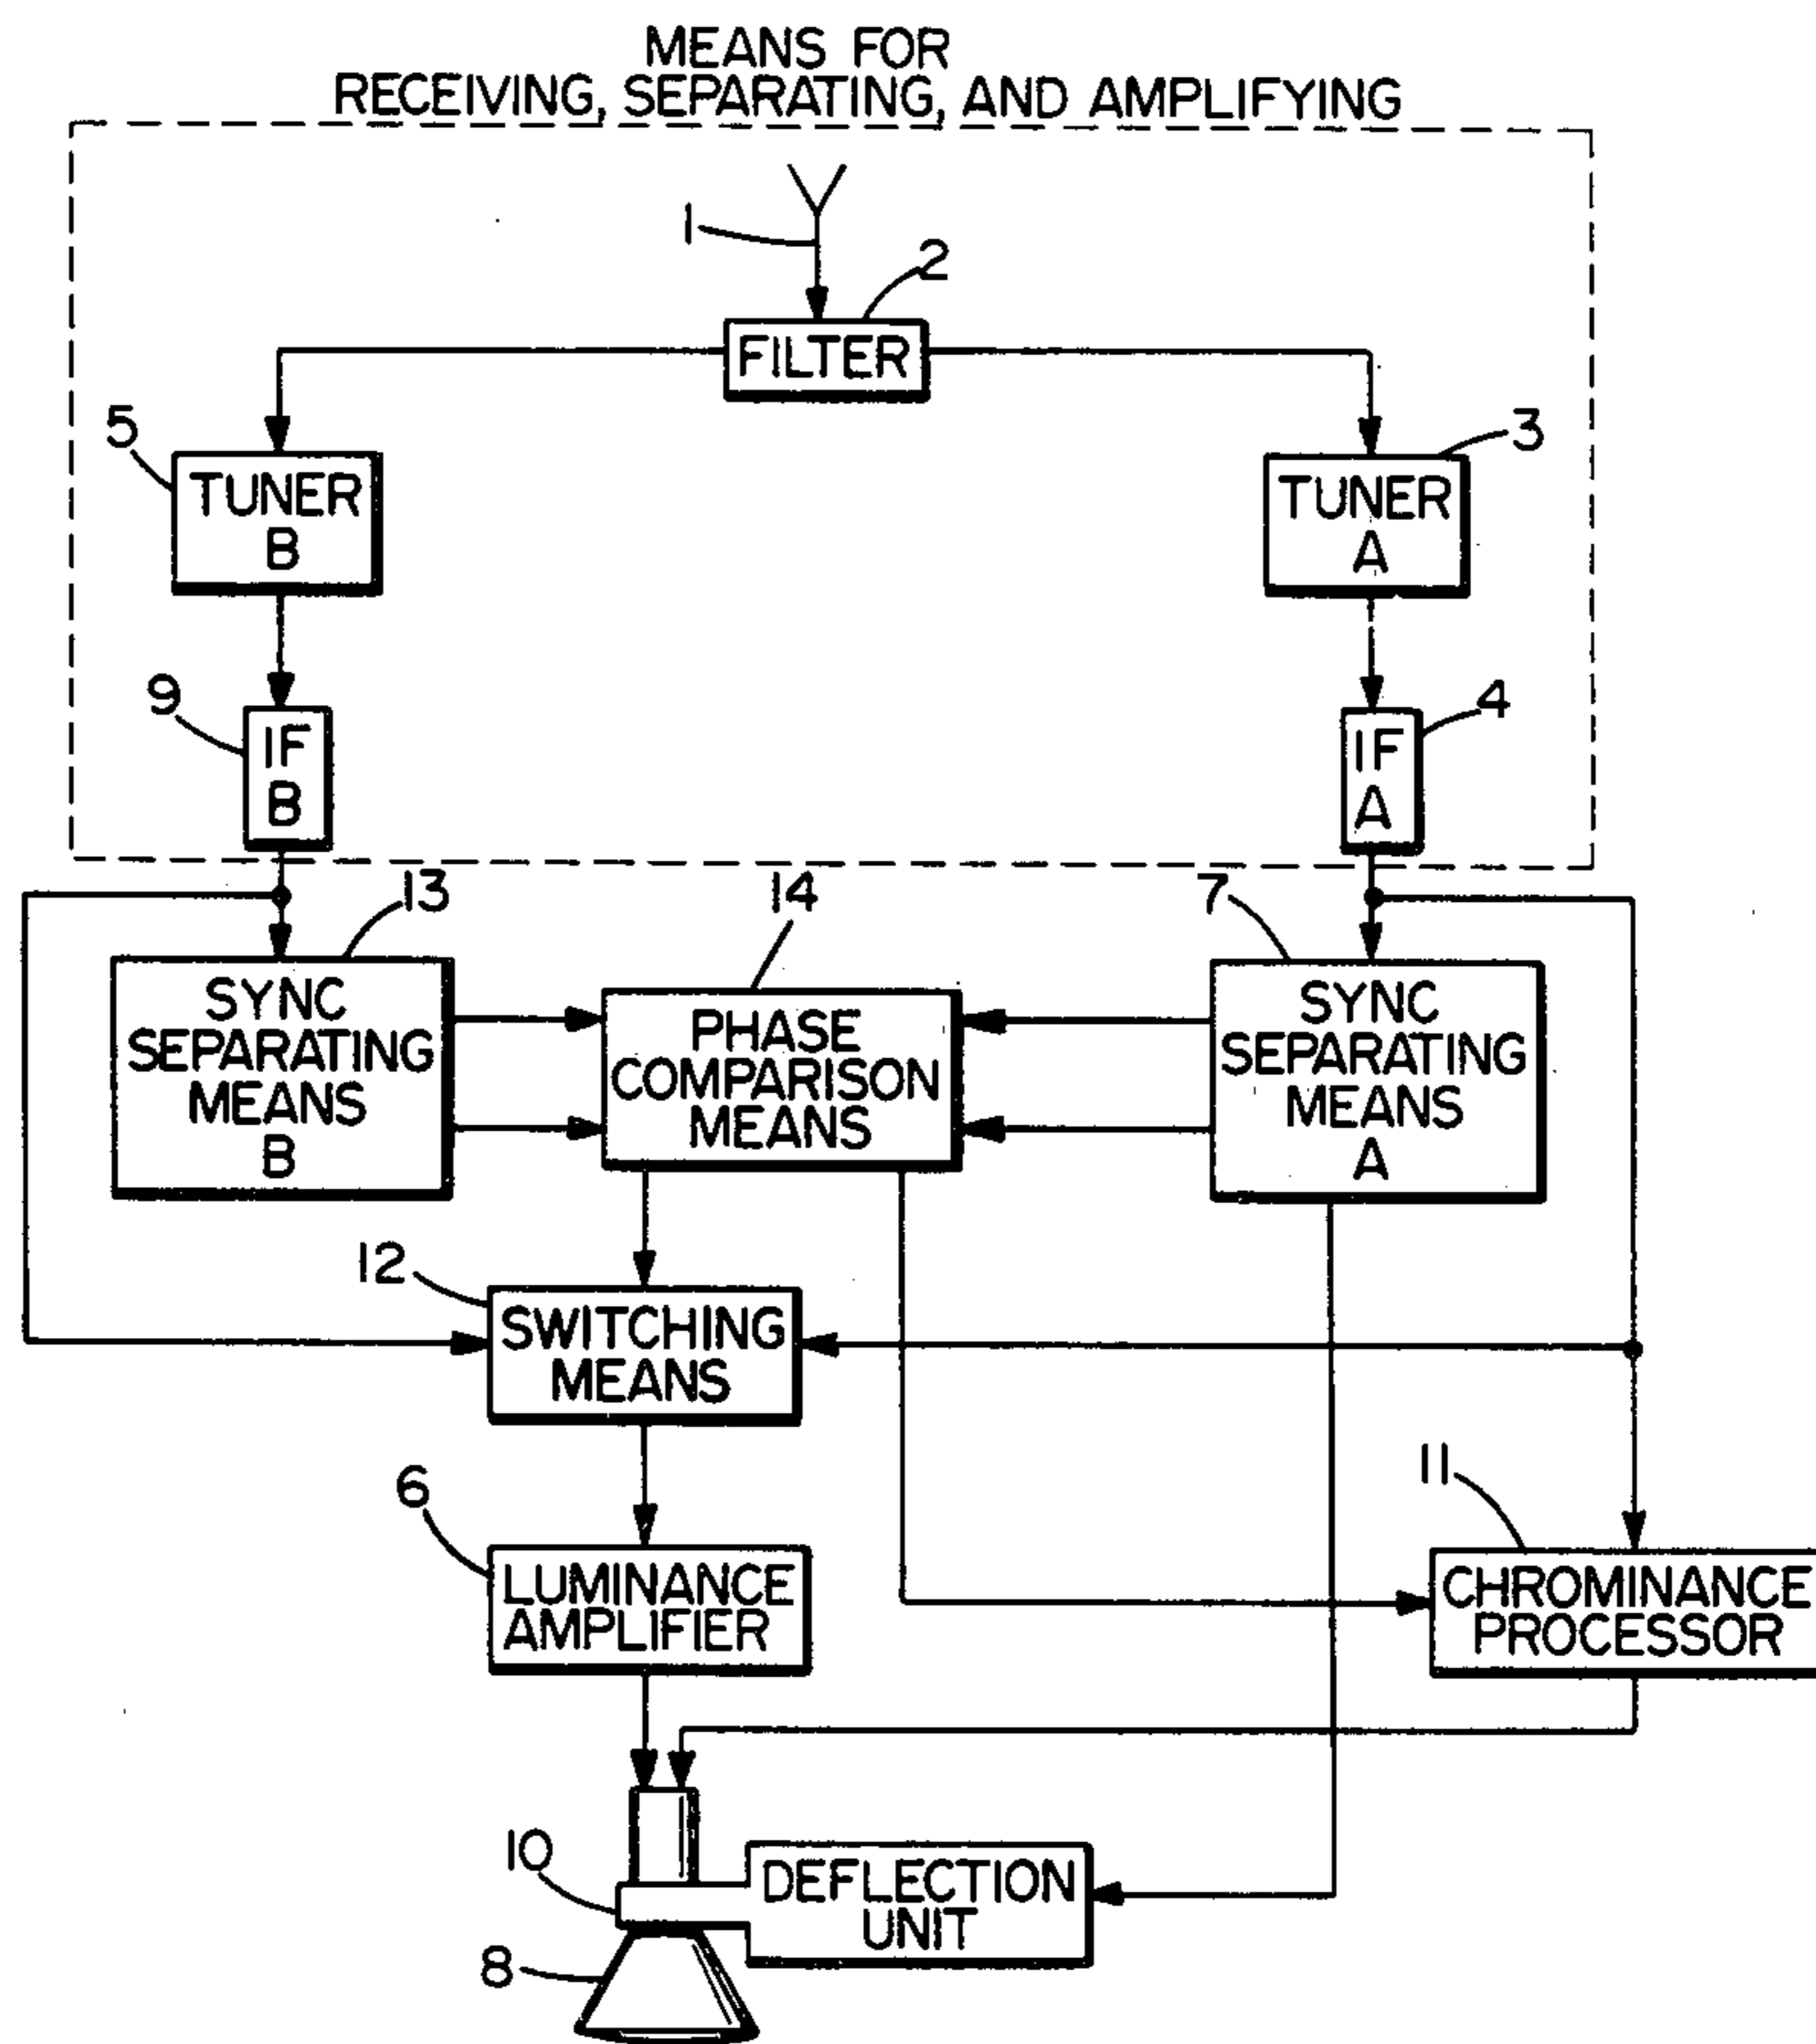 MEANS FOR
RECEIVING, SEPARATING, AND AMPLIFYING
1
2
FILTER
5
3
TUNER
B
TUNER
A
9
4
IF
B
IF
A
13
14
7
SYNC
SEPARATING
MEANS
B
PHASE
COMPARISON
MEANS
SYNC
SEPARATING
MEANS
A
12
SWITCHING
MEANS
6
11
LUMINANCE
AMPLIFIER
CHROMINANCE
PROCESSOR
10
DEFLECTION
UNIT
8